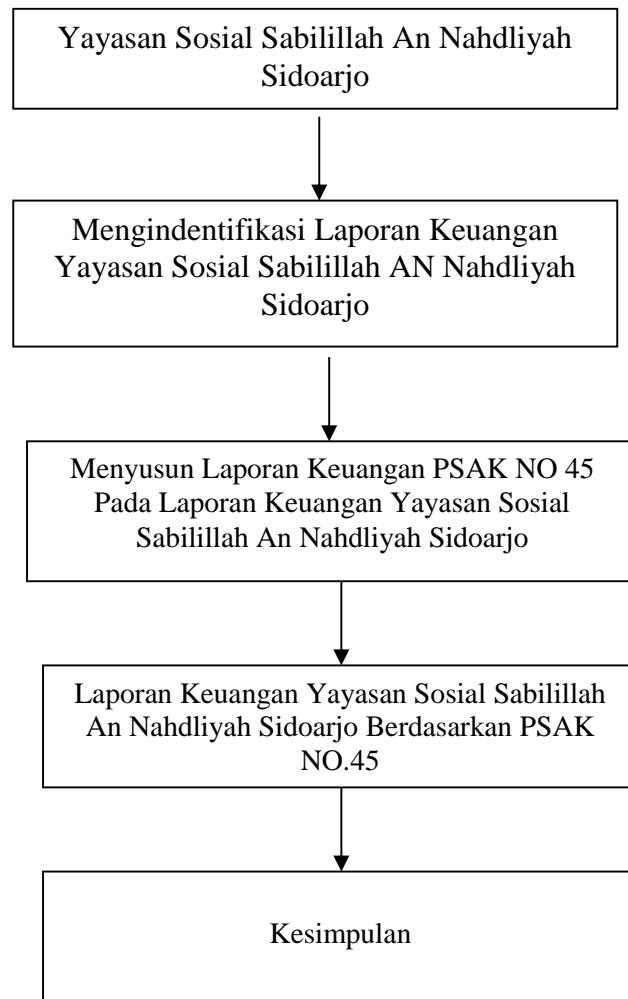 Yayasan Sosial Sabilillah An Nahdliyah
Sidoarjo
Mengindentifikasi Laporan Keuangan
Yayasan Sosial Sabilillah AN Nahdliyah
Sidoarjo
Menyusun Laporan Keuangan PSAK NO 45
Pada Laporan Keuangan Yayasan Sosial
Sabilillah An Nahdliyah Sidoarjo
Laporan Keuangan Yayasan Sosial Sabilillah
An Nahdliyah Sidoarjo Berdasarkan PSAK
NO.45
Kesimpulan